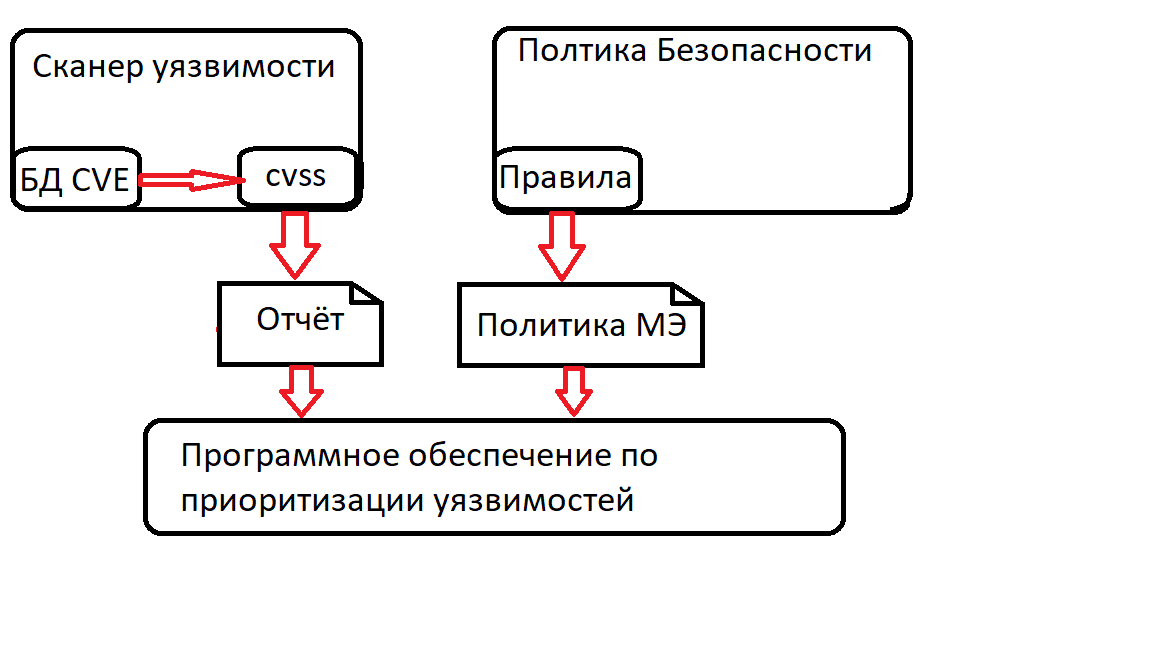 Сканер уязвимости
Полтика Безопасности
БД CVE
cvss
Правила
Отчёт
Политика МЭ
Программное обеспечение по
приоритизации уязвимостей